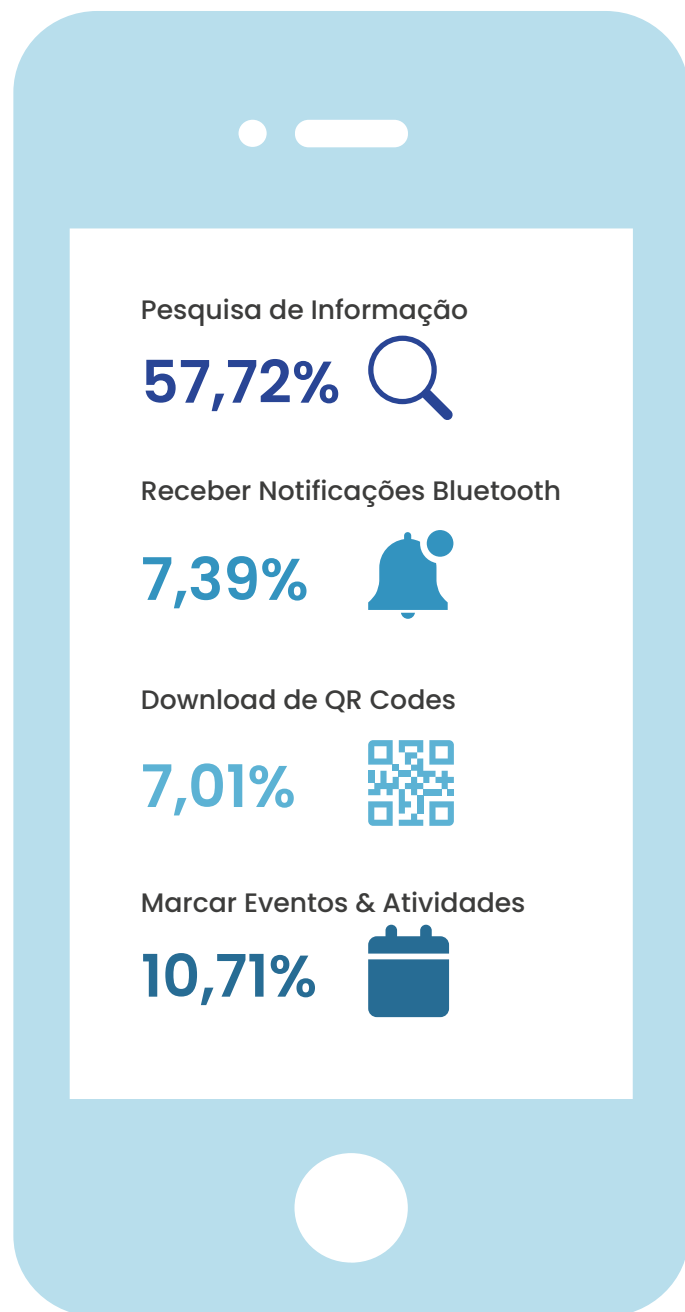 Pesquisa de Informação
57,72%
Receber Notificações Bluetooth
7,39%
Download de QR Codes
7,01%
Marcar Eventos & Atividades
10,71%